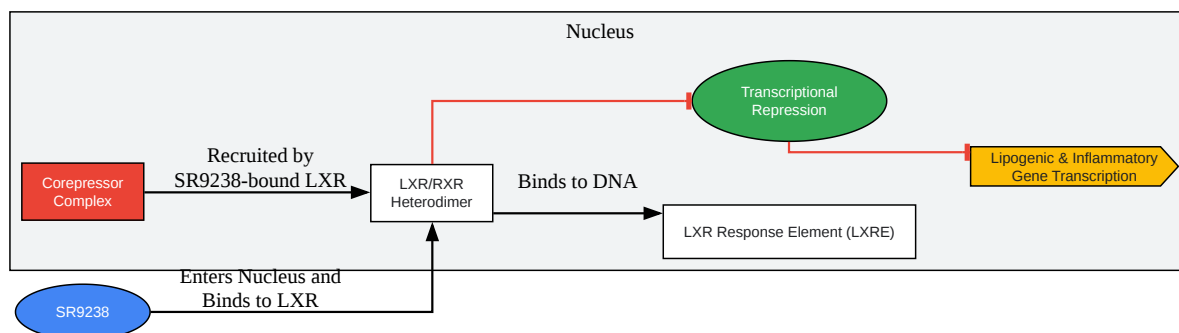 Nucleus
Transcriptional
Repression
Recruited by
SR9238-bound LXR
Corepressor
Complex
LXR/RXR
Heterodimer
Binds to DNA
Lipogenic & Inflammatory
Gene Transcription
LXR Response Element (LXRE)
Enters Nucleus and
Binds to LXR
SR9238